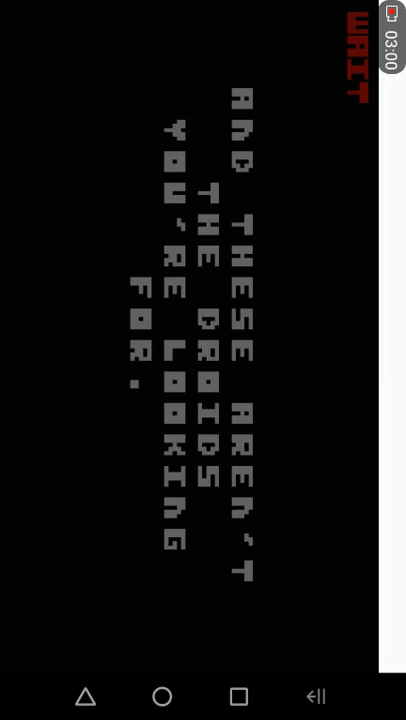 03:00
WAIT
AND THESE AREN'T
THE DROIDS
YOU'RE LOOKING
FOR.